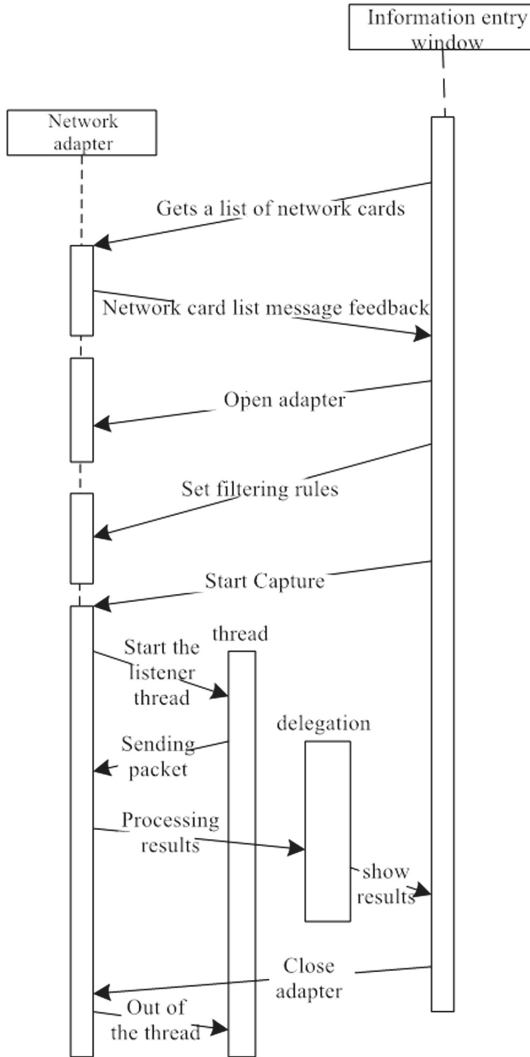 Information entry
window
Network
adapter
Gets a list of network cards
Network card list message feedback
Open adapter
Set filtering rules
Start Capture
thread
Start the
listener
thread
delegation
Sending
packet
Processing
results
show
results
Close
adapter
Out of
the thread